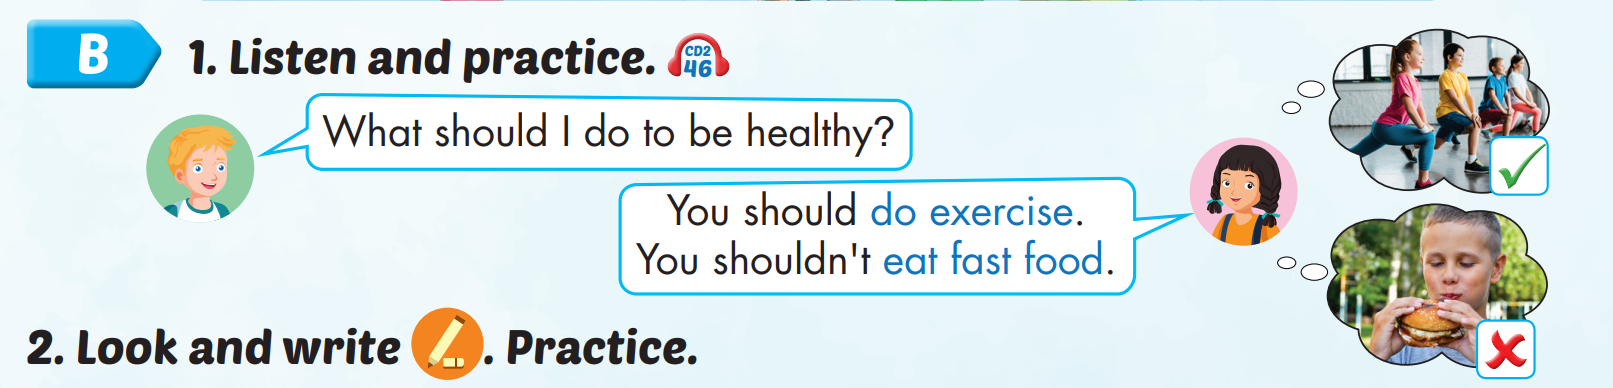 B
1. Listen and practice. CD2 46
What should I do to be healthy?
You should do exercise.
You shouldn't eat fast food.
2. Look and write . Practice.